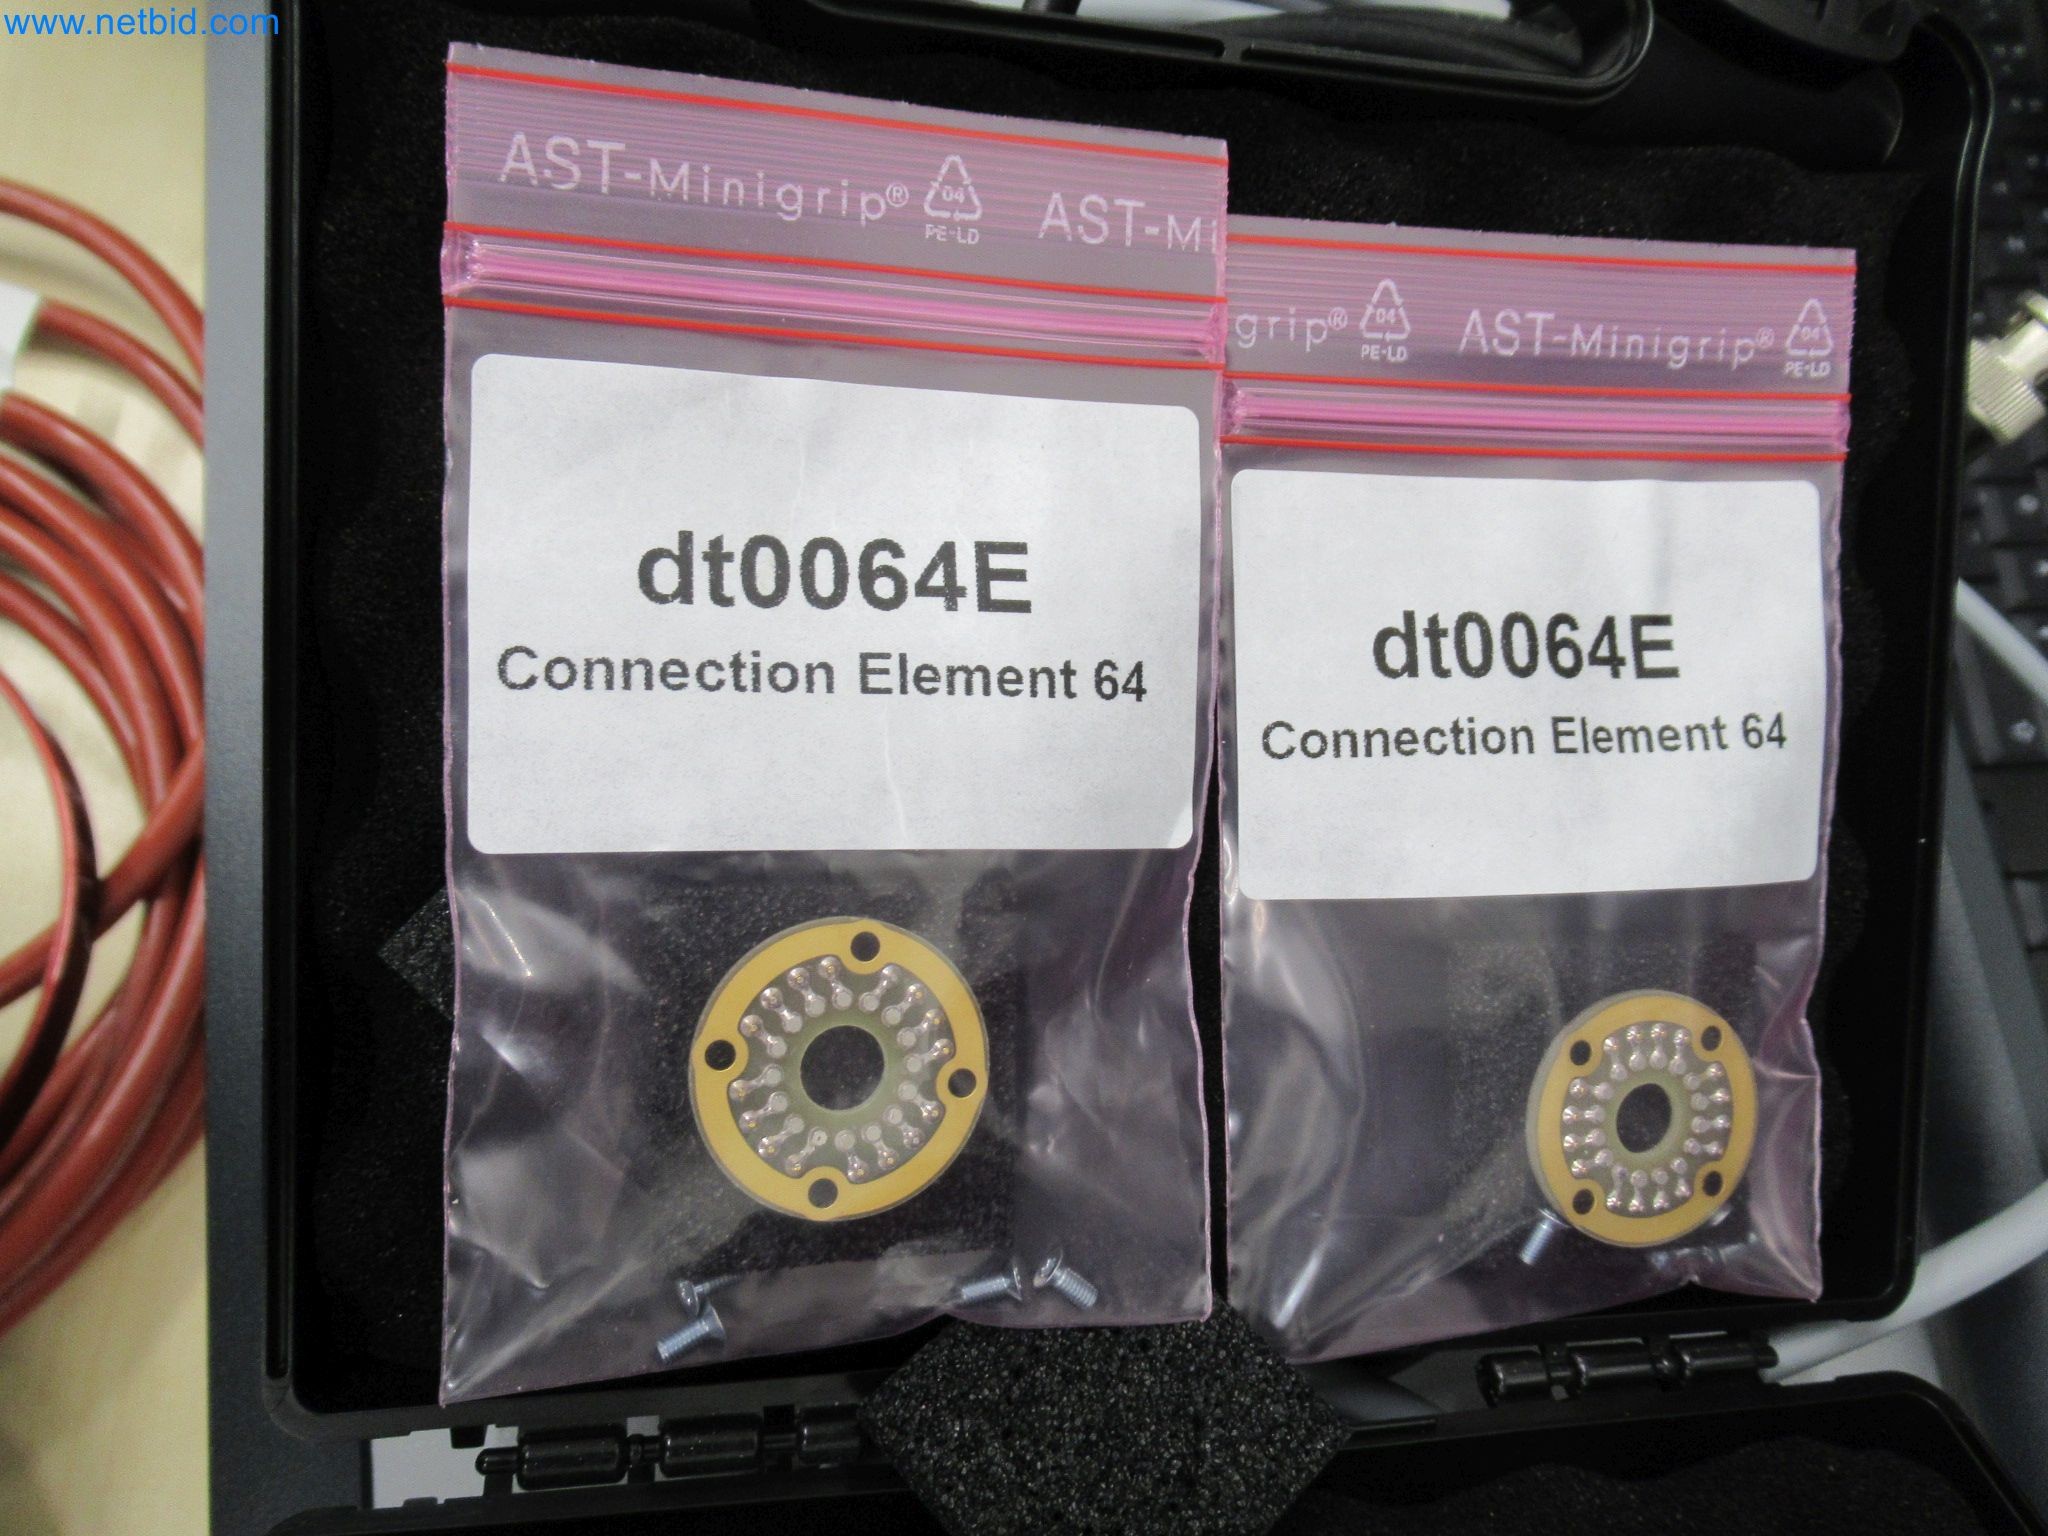 www.netbid.com
AST-Minigrip® 04 PE-LD AST-Mi
grip® 04 PE-LD AST-Minigrip® 04 PE-LD
dt0064E
Connection Element 64
dt0064E
Connection Element 64